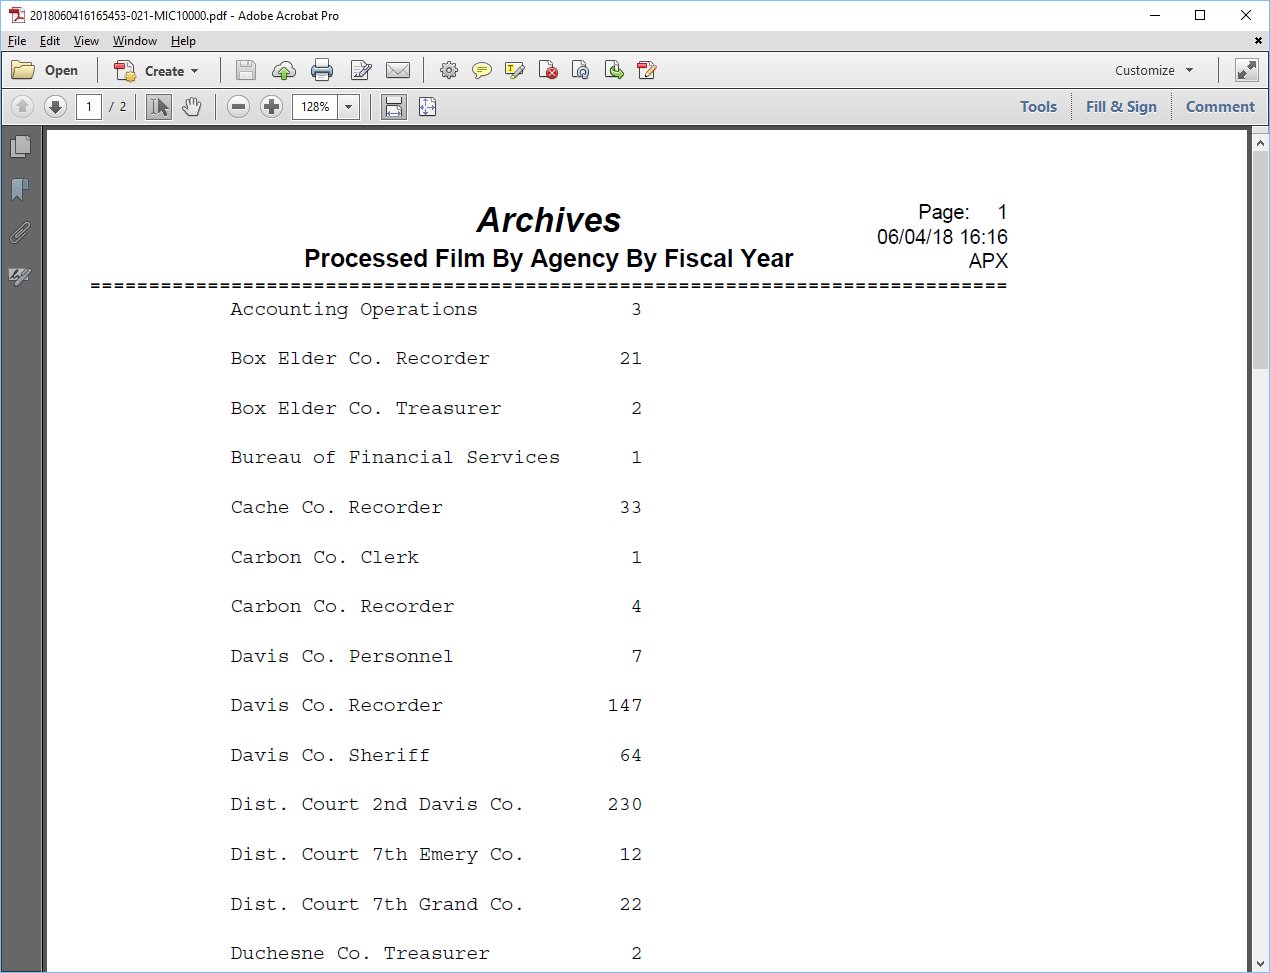 2018060416165453-021-MIC10000.pdf - Adobe Acrobat Pro
File Edit View Window Help
Open Create Customize
1 / 2 128% Tools Fill & Sign Comment
Archives
Processed Film By Agency By Fiscal Year
Page: 1
06/04/18 16:16
APX
==============================================================================
Accounting Operations 3
Box Elder Co. Recorder 21
Box Elder Co. Treasurer 2
Bureau of Financial Services 1
Cache Co. Recorder 33
Carbon Co. Clerk 1
Carbon Co. Recorder 4
Davis Co. Personnel 7
Davis Co. Recorder 147
Davis Co. Sheriff 64
Dist. Court 2nd Davis Co. 230
Dist. Court 7th Emery Co. 12
Dist. Court 7th Grand Co. 22
Duchesne Co. Treasurer 2